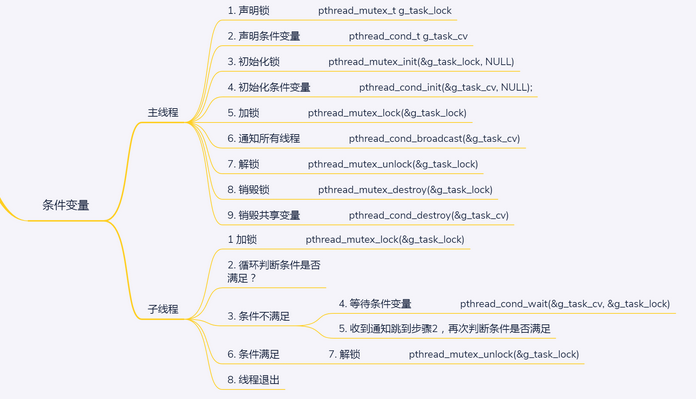 条件变量
主线程
1. 声明锁 pthread_mutex_t g_task_lock
2. 声明条件变量 pthread_cond_t g_task_cv
3. 初始化锁 pthread_mutex_init(&g_task_lock, NULL)
4. 初始化条件变量 pthread_cond_init(&g_task_cv, NULL);
5. 加锁 pthread_mutex_lock(&g_task_lock)
6. 通知所有线程 pthread_cond_broadcast(&g_task_cv)
7. 解锁 pthread_mutex_unlock(&g_task_lock)
8. 销毁锁 pthread_mutex_destroy(&g_task_lock)
9. 销毁共享变量 pthread_cond_destroy(&g_task_cv)
子线程
1 加锁 pthread_mutex_lock(&g_task_lock)
2. 循环判断条件是否
满足？
3. 条件不满足
4. 等待条件变量 pthread_cond_wait(&g_task_cv, &g_task_lock)
5. 收到通知跳到步骤2，再次判断条件是否满足
6. 条件满足 7. 解锁 pthread_mutex_unlock(&g_task_lock)
8. 线程退出